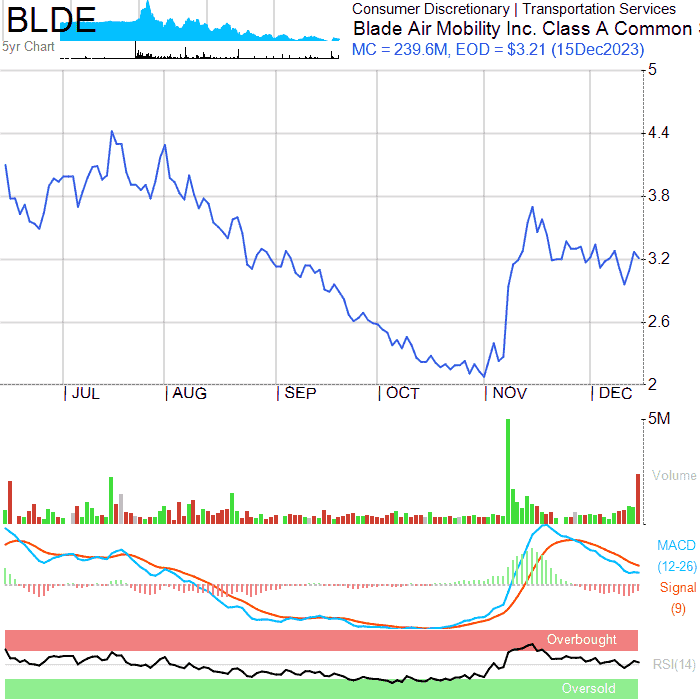 BLDE
5yr Chart
Consumer Discretionary | Transportation Services
Blade Air Mobility Inc. Class A Common
MC = 239.6M, EOD = $3.21 (15Dec2023)
5
4.4
3.8
3.2
2.6
2
JUL AUG SEP OCT NOV DEC
5M
Volume
MACD
(12-26)
Signal
(9)
Overbought
RSI(14)
Oversold